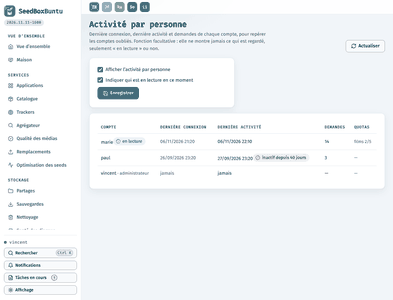 SeedBoxBuntu
2026.11.21-1500
VUE D'ENSEMBLE
Vue d'ensemble
Maison
SERVICES
Applications
Catalogue
Trackers
Agrégateur
Qualité des médias
Remplacements
Optimisation des seeds
STOCKAGE
Partages
Sauvegardes
Nettoyage
vincent
Rechercher
Ctrl K
Notifications
Tâches en cours
Affichage
Activité par personne
Dernière connexion, dernière activité et demandes de chaque compte, pour repérer
les comptes oubliés. Fonction facultative : elle ne montre jamais ce qui est regardé,
seulement « en lecture » ou non.
Actualiser
Afficher l'activité par personne
Indiquer qui est en lecture en ce moment
Enregistrer
COMPTE DERNIÈRE CONNEXION DERNIÈRE ACTIVITÉ DEMANDES QUOTAS
marie en lecture 06/11/2026 21:20 06/11/2026 22:10 14 films 2/5
paul 26/09/2026 21:20 27/09/2026 21:20 inactif depuis 40 jours 3 —
vincent · administrateur jamais jamais — —